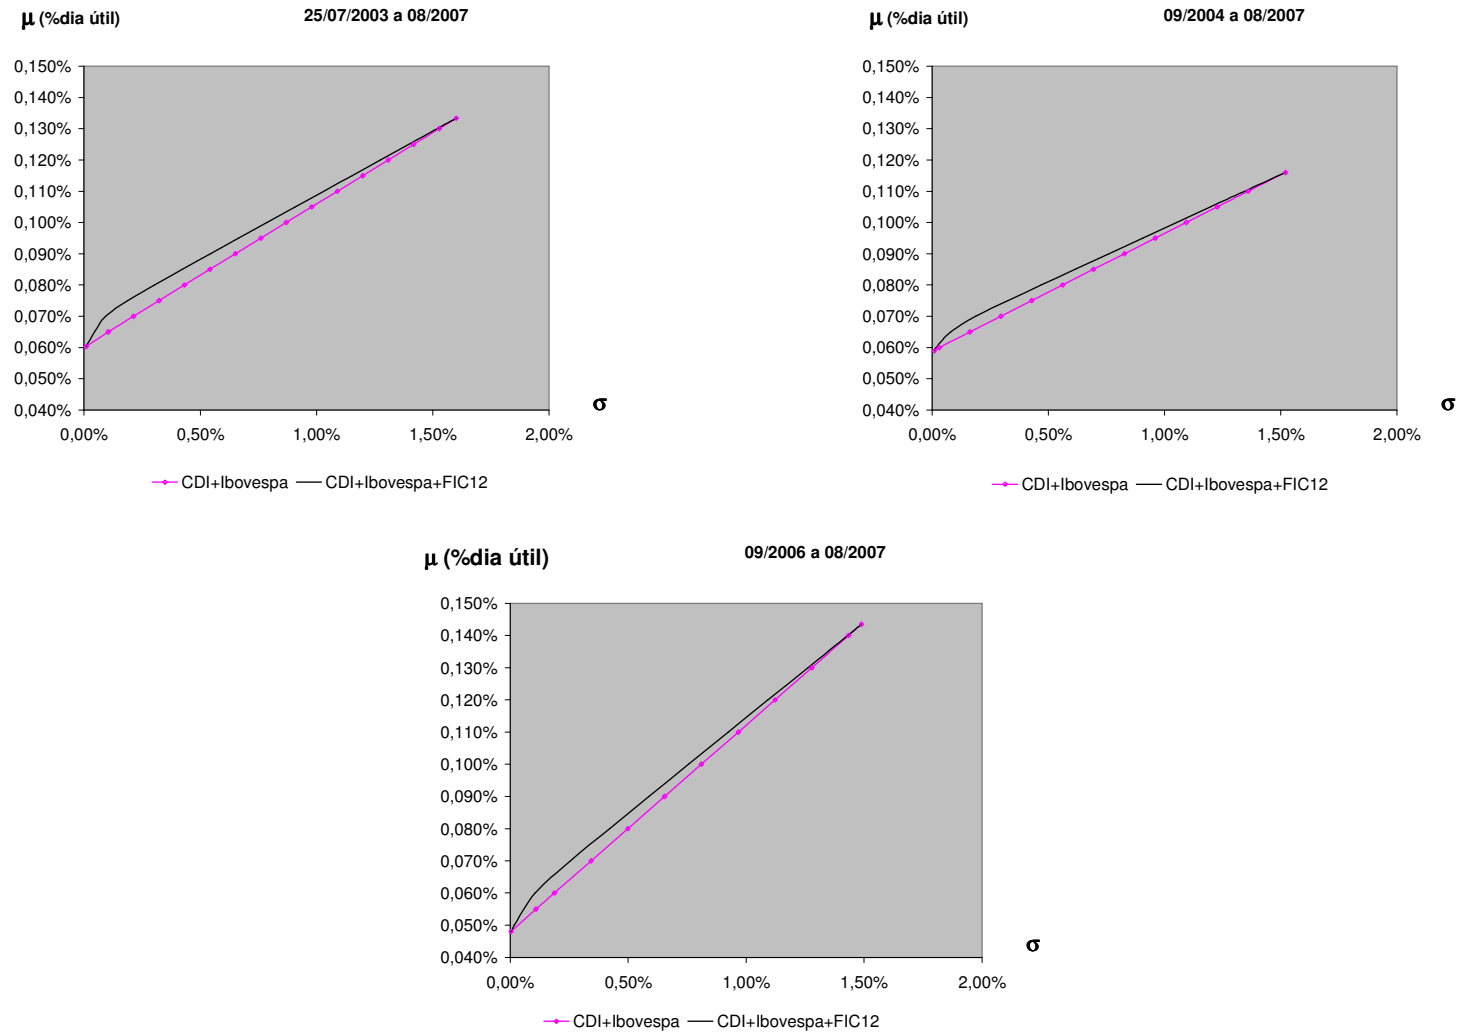 μ (%dia útil)
25/07/2003 a 08/2007
0,150%
0,140%
0,130%
0,120%
0,110%
0,100%
0,090%
0,080%
0,070%
0,060%
0,050%
0,040%
0,00% 0,50% 1,00% 1,50% 2,00%
σ
CDI+Ibovespa CDI+Ibovespa+FIC12
μ (%dia útil)
09/2004 a 08/2007
0,150%
0,140%
0,130%
0,120%
0,110%
0,100%
0,090%
0,080%
0,070%
0,060%
0,050%
0,040%
0,00% 0,50% 1,00% 1,50% 2,00%
σ
CDI+Ibovespa CDI+Ibovespa+FIC12
μ (%dia útil)
09/2006 a 08/2007
0,150%
0,140%
0,130%
0,120%
0,110%
0,100%
0,090%
0,080%
0,070%
0,060%
0,050%
0,040%
0,00% 0,50% 1,00% 1,50% 2,00%
σ
CDI+Ibovespa CDI+Ibovespa+FIC12